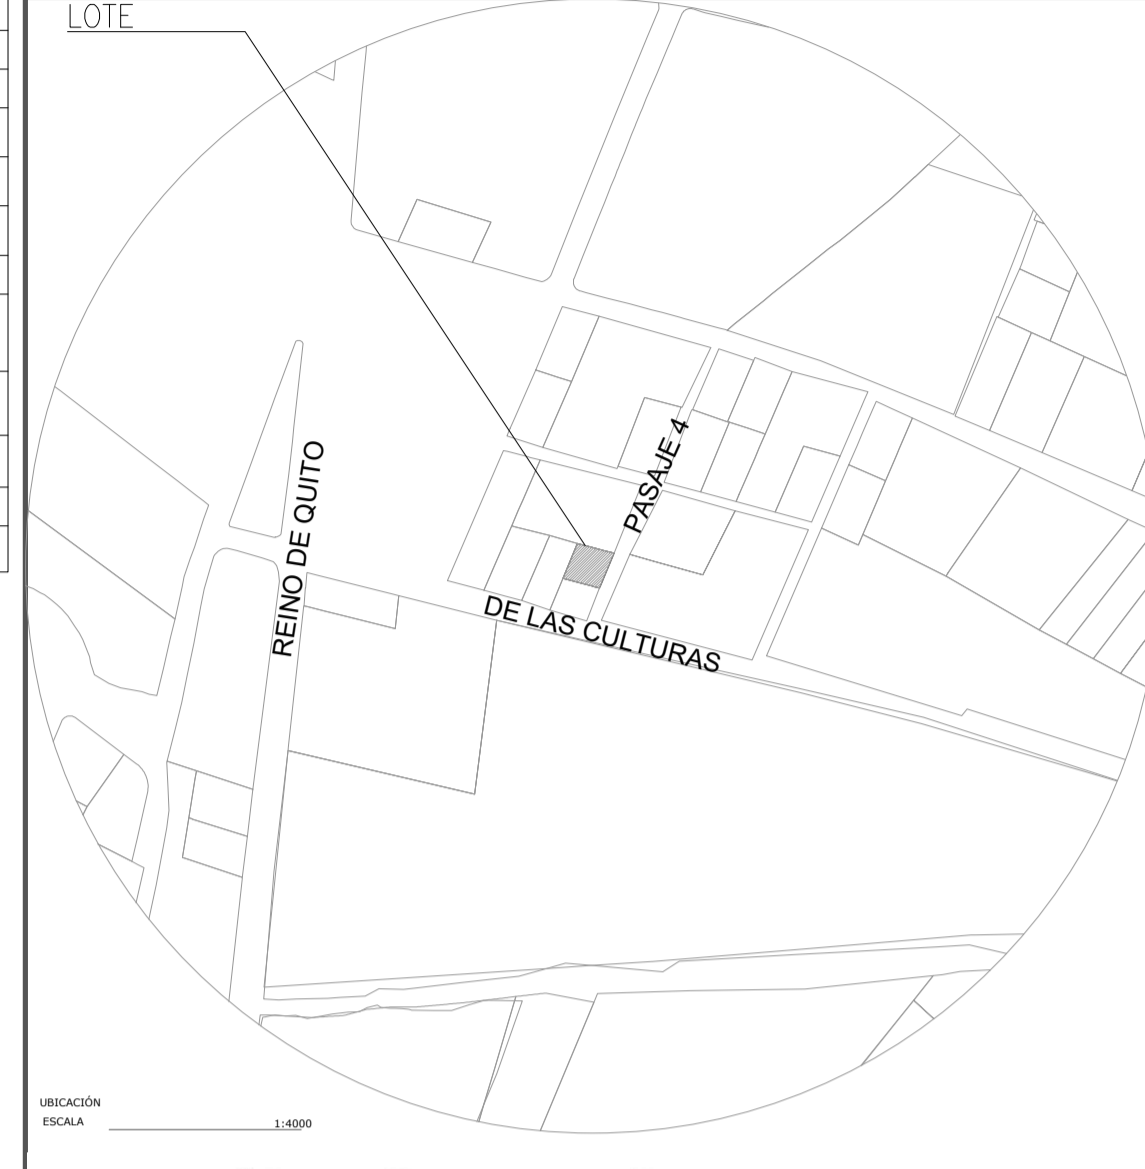 LOTE
PASAJE 4
REINO DE QUITO
DE LAS CULTURAS
UBICACIÓN
ESCALA 1:4000